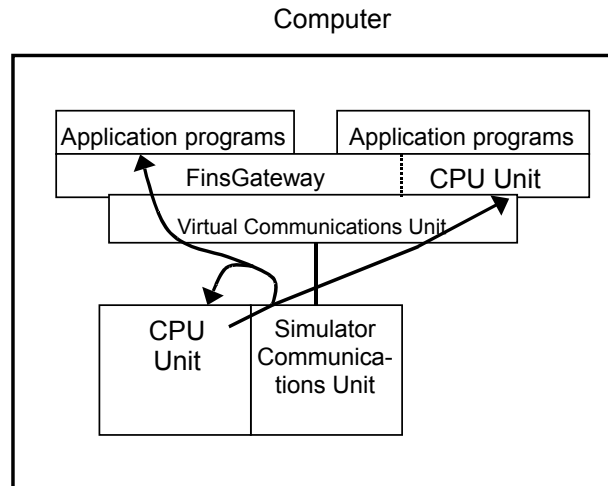 Computer
Application programs
Application programs
FinsGateway
CPU Unit
Virtual Communications Unit
CPU
Unit
Simulator
Communica-
tions Unit